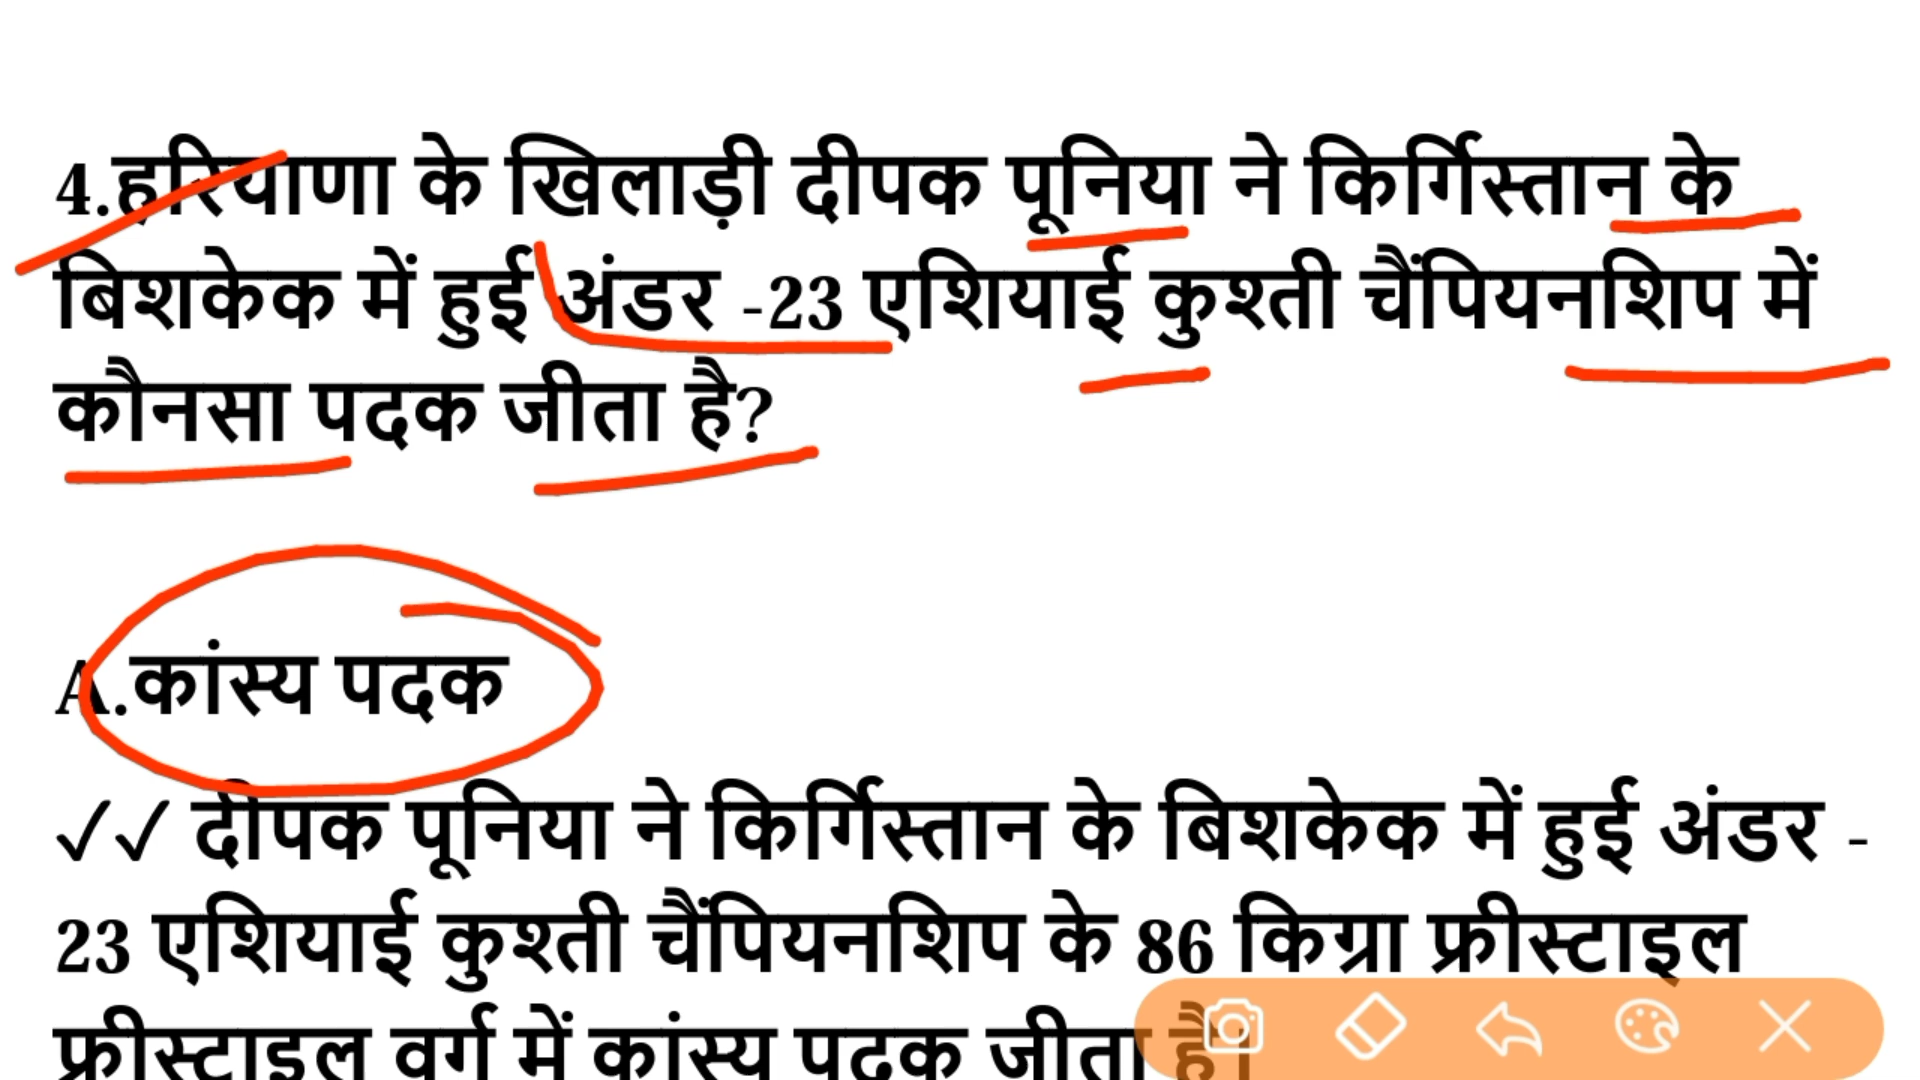 4.हरियाणा के खिलाड़ी दीपक पूनिया ने किर्गिस्तान के
बिशकेक में हुई अंडर -23 एशियाई कुश्ती चैंपियनशिप में
कौनसा पदक जीता है?
A.कांस्य पदक
✓✓ दीपक पूनिया ने किर्गिस्तान के बिशकेक में हुई अंडर -
23 एशियाई कुश्ती चैंपियनशिप के 86 किग्रा फ्रीस्टाइल
फ्रीस्टाइल वर्ग में कांस्य पदक जीता है।